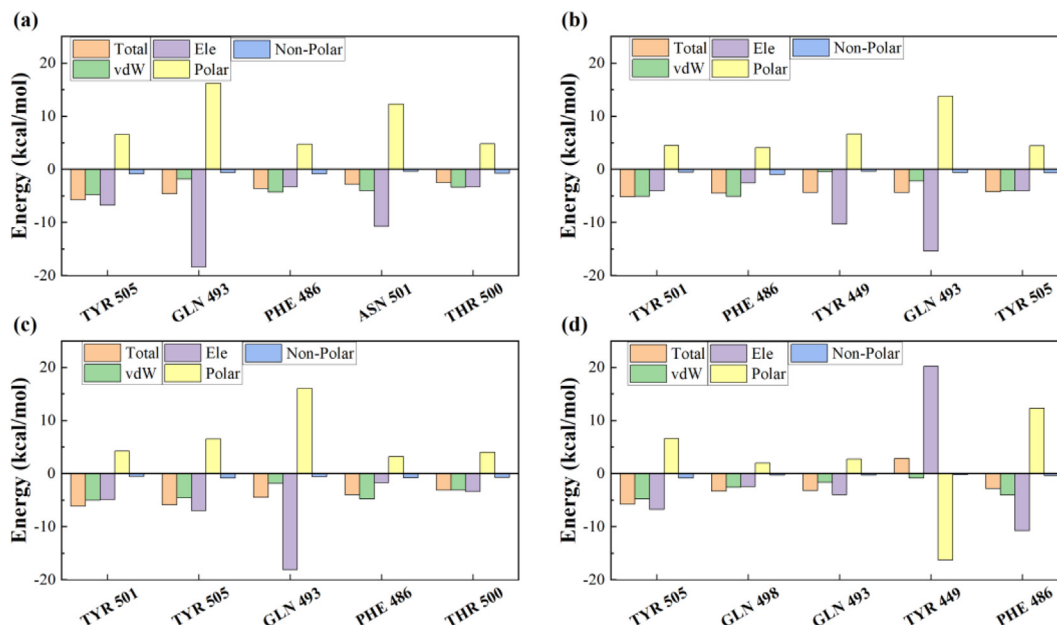 (a)
Total Ele Non-Polar
vdW Polar
Energy (kcal/mol)
20
10
0
-10
-20
TYR 505 GLN 493 PHE 486 ASN 501 THR 500
(b)
Total Ele Non-Polar
vdW Polar
Energy (kcal/mol)
20
10
0
-10
-20
TYR 501 PHE 486 TYR 449 GLN 493 TYR 505
(c)
Total Ele Non-Polar
vdW Polar
Energy (kcal/mol)
20
10
0
-10
-20
TYR 501 TYR 505 GLN 493 PHE 486 THR 500
(d)
Total Ele Non-Polar
vdW Polar
Energy (kcal/mol)
20
10
0
-10
-20
TYR 505 GLN 498 GLN 493 TYR 449 PHE 486